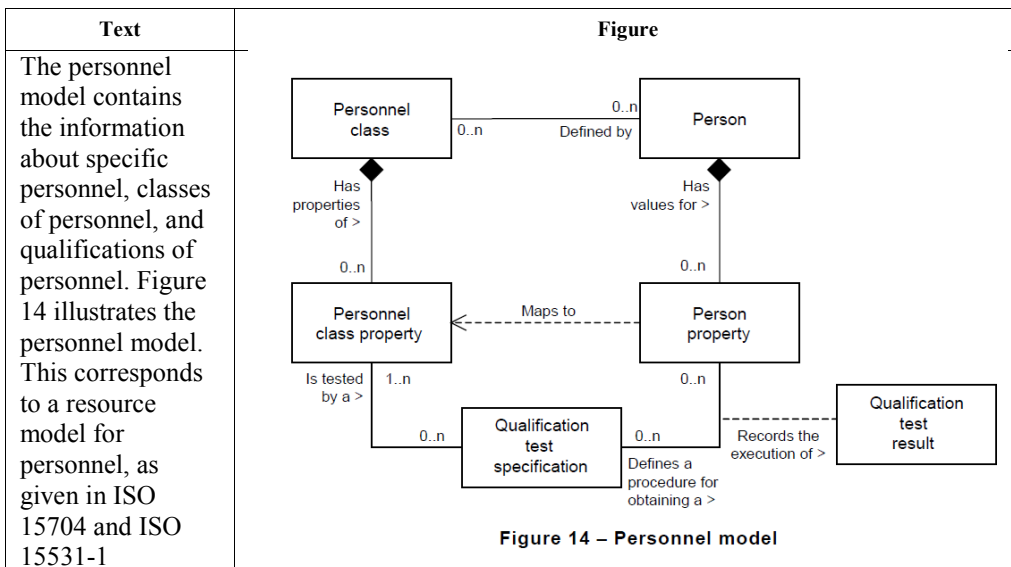 Text
Figure
The personnel
model contains
the information
about specific
personnel, classes
of personnel, and
qualifications of
personnel. Figure
14 illustrates the
personnel model.
This corresponds
to a resource
model for
personnel, as
given in ISO
15704 and ISO
15531-1
Personnel
class
0..n
0..n
Defined by
Person
Has
properties
of >
0..n
Has
values for >
0..n
Personnel
class property
Maps to
Person
property
Is tested
by a >
1..n
0..n
0..n
Qualification
test
specification
0..n
Defines a
procedure for
obtaining a >
Records the
execution of >
Qualification
test
result
Figure 14 – Personnel model